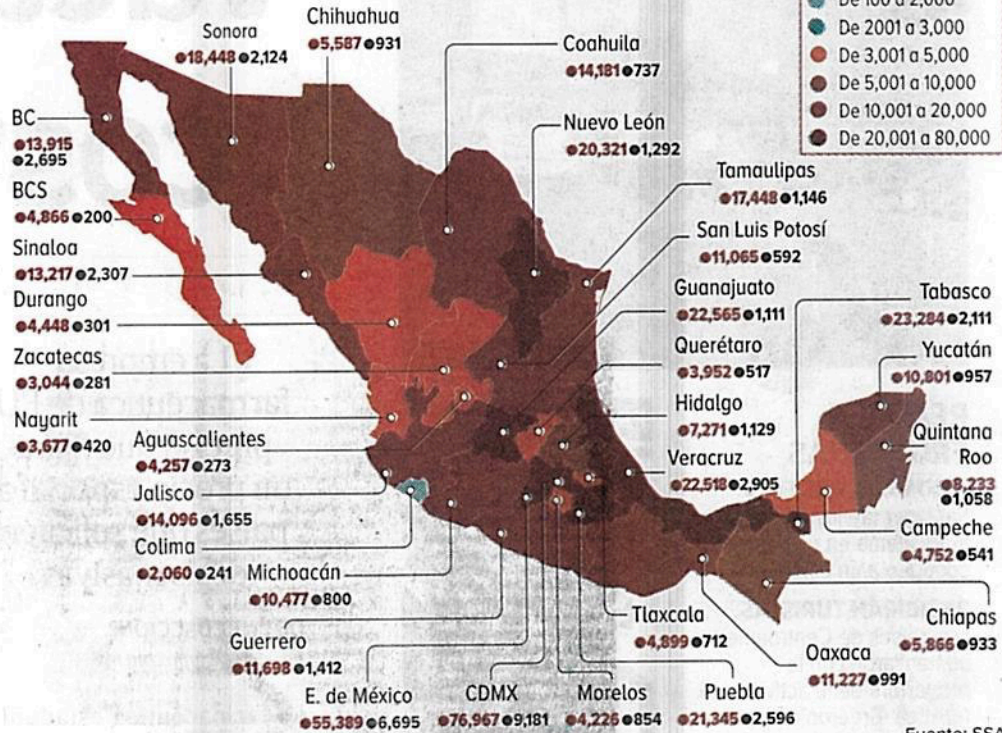 De 100 a 2,000
De 2001 a 3,000
De 3,001 a 5,000
De 5,001 a 10,000
De 10,001 a 20,000
De 20,001 a 80,000
Chihuahua
5,587 931
Sonora
18,448 2,124
Coahuila
14,181 737
BC
13,915
2,695
Nuevo León
20,321 1,292
Tamaulipas
17,448 1,146
BCS
4,866 200
San Luis Potosí
11,065 592
Sinaloa
13,217 2,307
Guanajuato
22,565 1,111
Tabasco
23,284 2,111
Durango
4,448 301
Querétaro
3,952 517
Yucatán
10,801 957
Zacatecas
3,044 281
Hidalgo
7,271 1,129
Nayarit
3,677 420
Quintana
Roo
8,233
1,058
Aguascalientes
4,257 273
Veracruz
22,518 2,905
Jalisco
14,096 1,655
Campeche
4,752 541
Colima
2,060 241
Michoacán
10,477 800
Tlaxcala
4,899 712
Chiapas
5,866 933
Guerrero
11,698 1,412
Oaxaca
11,227 991
E. de México
55,389 6,695
CDMX
76,967 9,181
Morelos
4,226 854
Puebla
21,345 2,596
Fuente: SSA